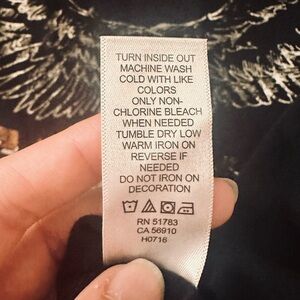 TURN INSIDE OUT
MACHINE WASH
COLD WITH LIKE
COLORS
ONLY NON-
CHLORINE BLEACH
WHEN NEEDED
TUMBLE DRY LOW
WARM IRON ON
REVERSE IF
NEEDED
DO NOT IRON ON
DECORATION
RN 51783
CA 56910
H0716